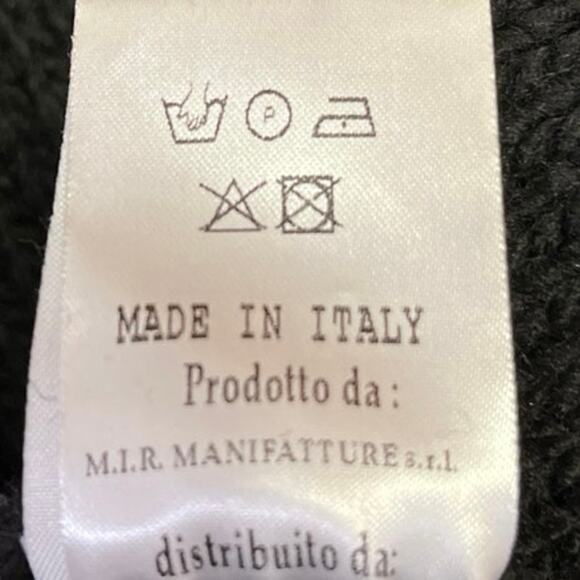 P
MADE IN ITALY
Prodotto da:
M.I.R. MANIFATTURE s.r.l.
distribuito da: